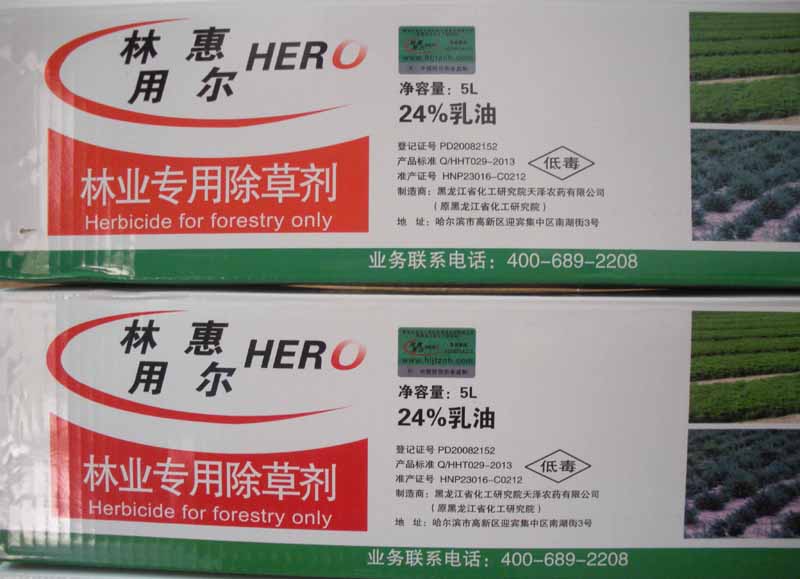 林 惠 HERO
用 尔
www.hljtznh.com
净容量：5L
24%乳油
登记证号 PD20082152
产品标准 Q/HHT029-2013
准产证号 HNP23016-C0212
低毒
制造商：黑龙江省化工研究院天泽农药有限公司
（原黑龙江省化工研究院）
地 址：哈尔滨市高新区迎宾集中区南湖街3号
林业专用除草剂
Herbicide for forestry only
业务联系电话：400-689-2208
林 惠 HERO
用 尔
www.hljtznh.com
净容量：5L
24%乳油
登记证号 PD20082152
产品标准 Q/HHT029-2013
准产证号 HNP23016-C0212
低毒
制造商：黑龙江省化工研究院天泽农药有限公司
（原黑龙江省化工研究院）
地 址：哈尔滨市高新区迎宾集中区南湖街3号
林业专用除草剂
Herbicide for forestry only
业务联系电话：400-689-2208